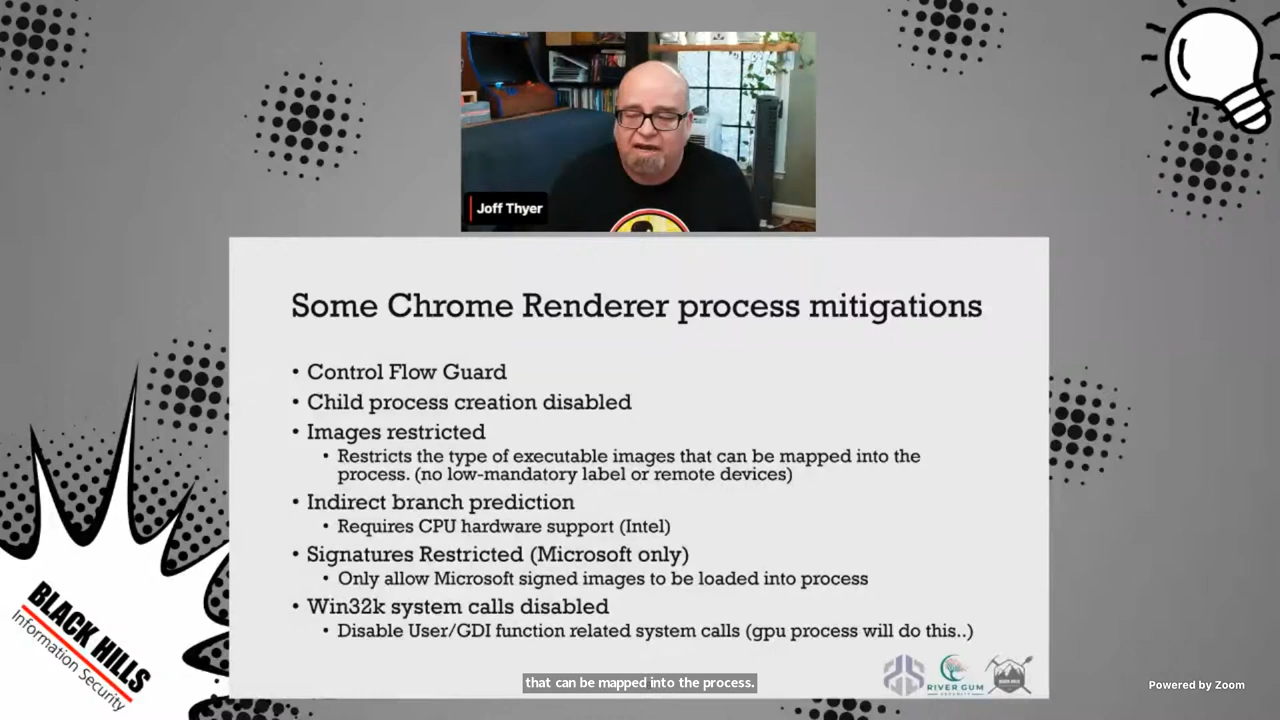 Joff Thyer
Some Chrome Renderer process mitigations
• Control Flow Guard
• Child process creation disabled
• Images restricted
• Restricts the type of executable images that can be mapped into the
process. (no low-mandatory label or remote devices)
• Indirect branch prediction
• Requires CPU hardware support (Intel)
• Signatures Restricted (Microsoft only)
• Only allow Microsoft signed images to be loaded into process
• Win32k system calls disabled
• Disable User/GDI function related system calls (gpu process will do this..)
BLACK HILLS
Information Security
that can be mapped into the process.
RIVER GUM
Powered by Zoom